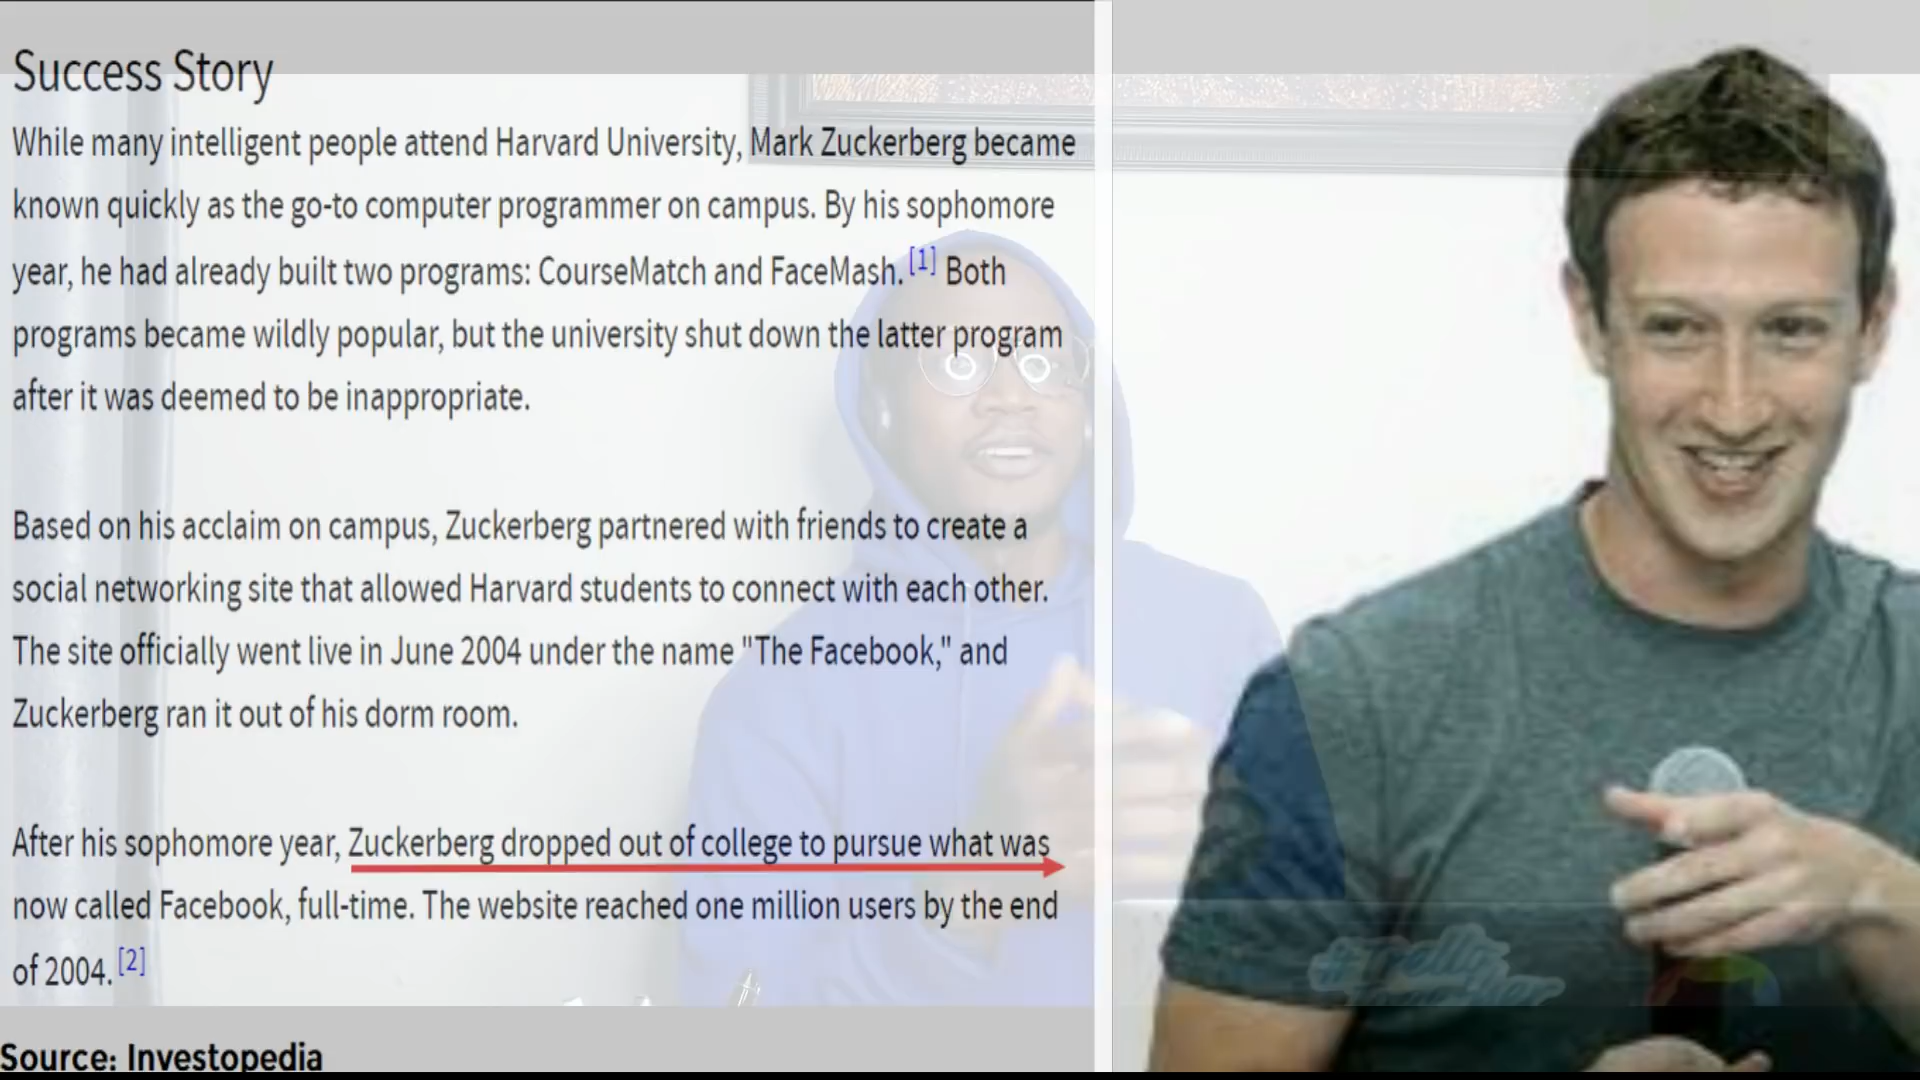 Success Story
While many intelligent people attend Harvard University, Mark Zuckerberg became
known quickly as the go-to computer programmer on campus. By his sophomore
year, he had already built two programs: CourseMatch and FaceMash.[1] Both
programs became wildly popular, but the university shut down the latter program
after it was deemed to be inappropriate.
Based on his acclaim on campus, Zuckerberg partnered with friends to create a
social networking site that allowed Harvard students to connect with each other.
The site officially went live in June 2004 under the name "The Facebook," and
Zuckerberg ran it out of his dorm room.
After his sophomore year, Zuckerberg dropped out of college to pursue what was
now called Facebook, full-time. The website reached one million users by the end
of 2004.[2]
Source: Investopedia